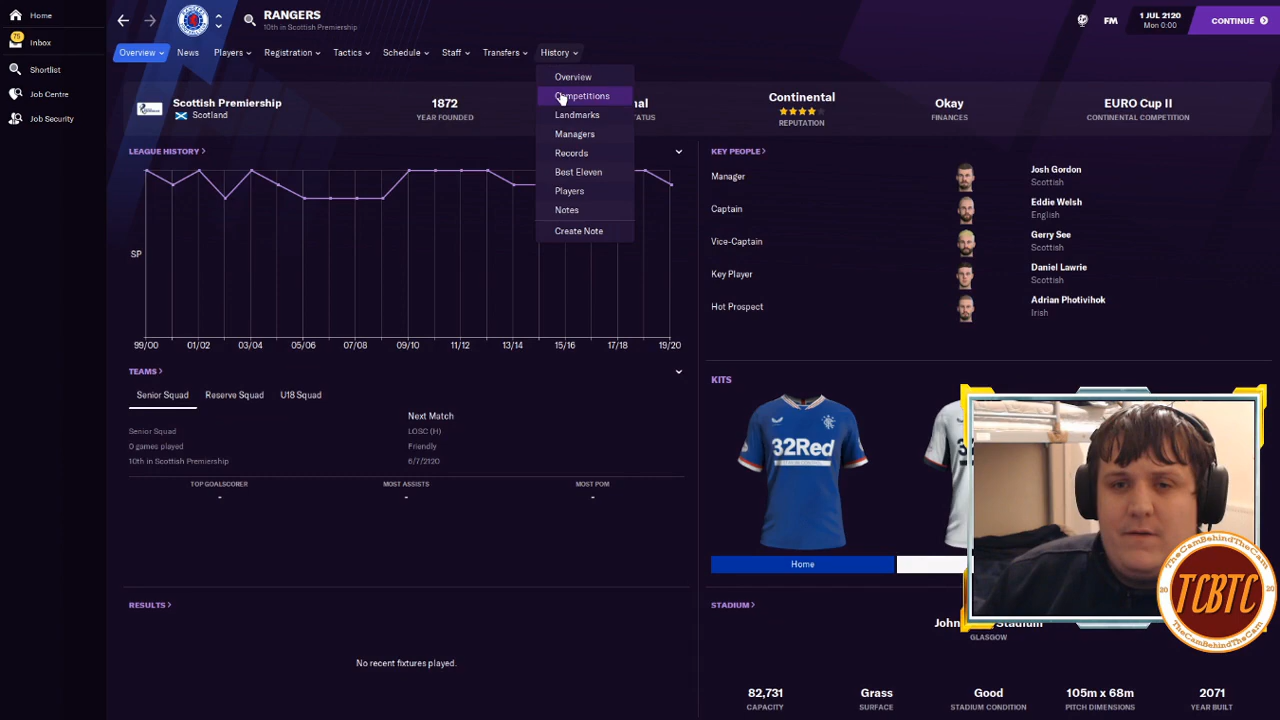 Home
Inbox
75
Shortlist
Job Centre
Job Security
RANGERS
10th in Scottish Premiership
FM
1 JUL 2120
Mon 0:00
CONTINUE
Overview
News
Players
Registration
Tactics
Schedule
Staff
Transfers
History
Overview
Competitions
Landmarks
Managers
Records
Best Eleven
Players
Notes
Create Note
Scottish Premiership
Scotland
1872
YEAR FOUNDED
Continental
REPUTATION
Okay
FINANCES
EURO Cup II
CONTINENTAL COMPETITION
LEAGUE HISTORY
SP
99/00
01/02
03/04
05/06
07/08
09/10
11/12
13/14
15/16
17/18
19/20
KEY PEOPLE
Manager
Josh Gordon
Scottish
Captain
Eddie Welsh
English
Vice-Captain
Gerry See
Scottish
Key Player
Daniel Lawrie
Scottish
Hot Prospect
Adrian Photivihok
Irish
TEAMS
Senior Squad
Reserve Squad
U18 Squad
Next Match
Senior Squad
LOSC (H)
0 games played
Friendly
10th in Scottish Premiership
6/7/2120
TOP GOALSCORER
-
MOST ASSISTS
-
MOST POM
-
RESULTS
No recent fixtures played.
KITS
32Red
Home
STADIUM
GLASGOW
82,731
CAPACITY
Grass
SURFACE
Good
STADIUM CONDITION
105m x 68m
PITCH DIMENSIONS
2071
YEAR BUILT
TheCamBehindTheCam
20
TCBTC
20
TheCamBehindTheCam